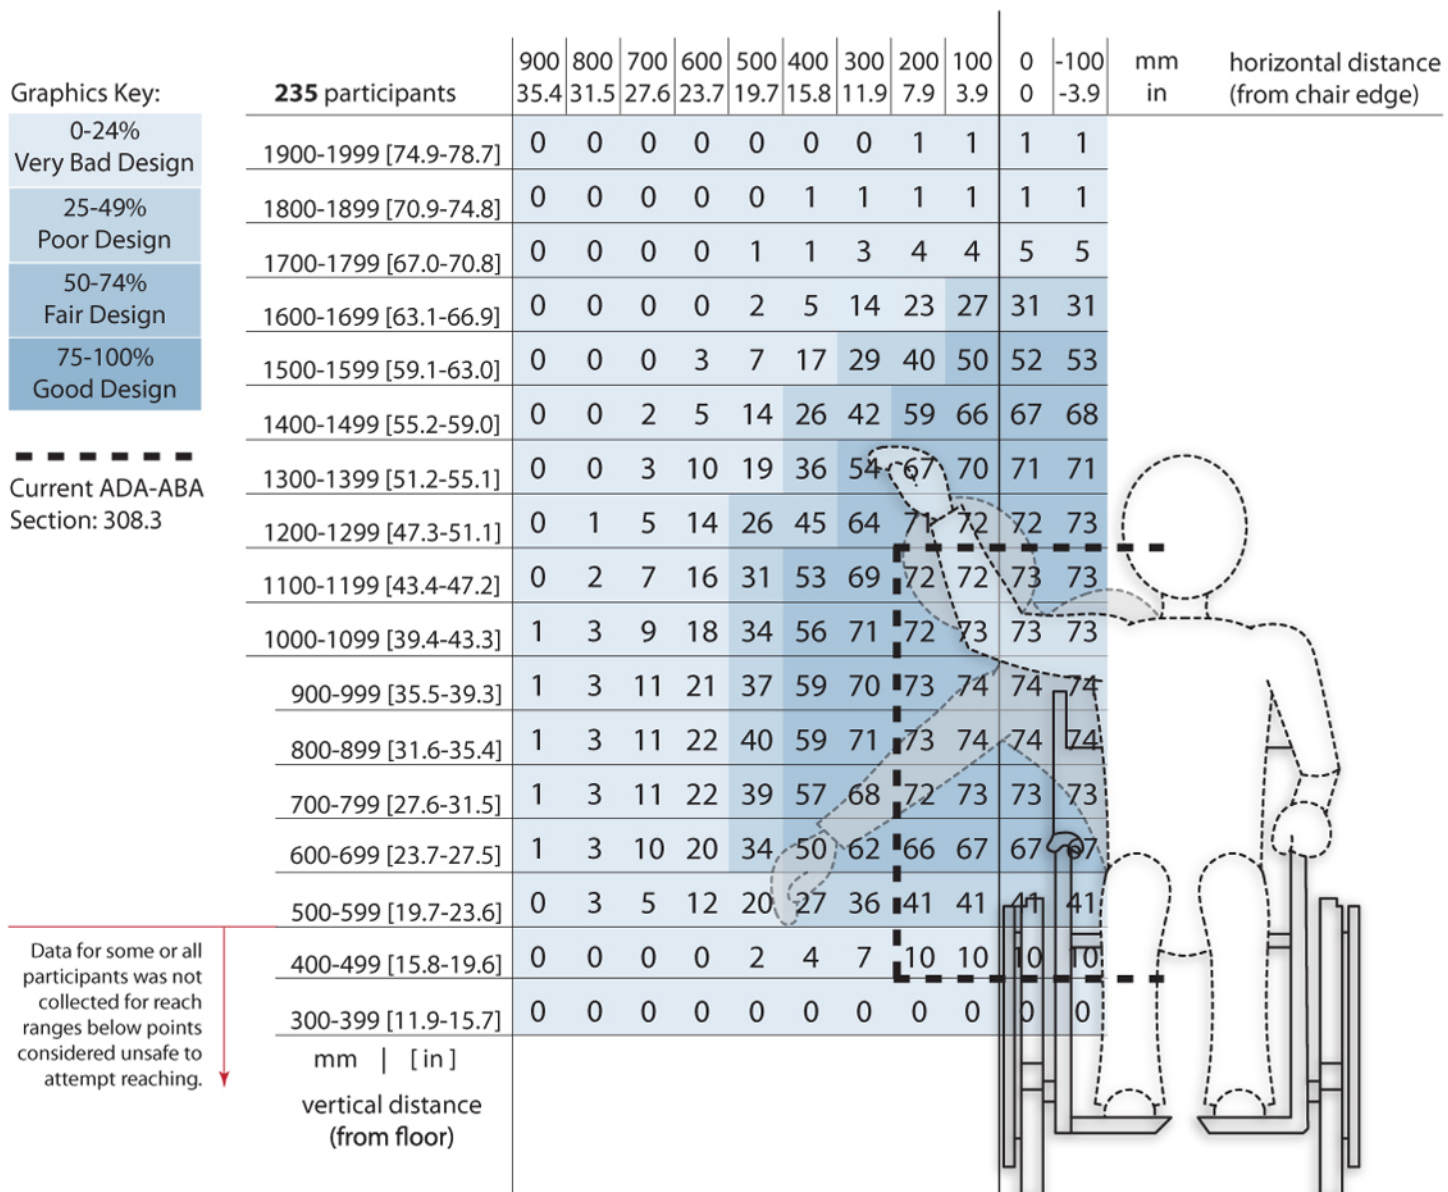 900 800 700 600 500 400 300 200 100 0 -100 mm horizontal distance
Graphics Key: 235 participants 35.4 31.5 27.6 23.7 19.7 15.8 11.9 7.9 3.9 0 -3.9 in (from chair edge)
0-24%
Very Bad Design
25-49%
Poor Design
50-74%
Fair Design
75-100%
Good Design
Current ADA-ABA
Section: 308.3
1900-1999 [74.9-78.7] 0 0 0 0 0 0 0 1 1 1 1
1800-1899 [70.9-74.8] 0 0 0 0 0 1 1 1 1 1 1
1700-1799 [67.0-70.8] 0 0 0 0 1 1 3 4 4 5 5
1600-1699 [63.1-66.9] 0 0 0 0 2 5 14 23 27 31 31
1500-1599 [59.1-63.0] 0 0 0 3 7 17 29 40 50 52 53
1400-1499 [55.2-59.0] 0 0 2 5 14 26 42 59 66 67 68
1300-1399 [51.2-55.1] 0 0 3 10 19 36 54 67 70 71 71
1200-1299 [47.3-51.1] 0 1 5 14 26 45 64 71 72 72 73
1100-1199 [43.4-47.2] 0 2 7 16 31 53 69 72 72 73 73
1000-1099 [39.4-43.3] 1 3 9 18 34 56 71 72 73 73 73
900-999 [35.5-39.3] 1 3 11 21 37 59 70 73 74 74 74
800-899 [31.6-35.4] 1 3 11 22 40 59 71 73 74 74 74
700-799 [27.6-31.5] 1 3 11 22 39 57 68 72 73 73 73
600-699 [23.7-27.5] 1 3 10 20 34 50 62 66 67 67 67
500-599 [19.7-23.6] 0 3 5 12 20 27 36 41 41 41 41
400-499 [15.8-19.6] 0 0 0 0 2 4 7 10 10 10 10
300-399 [11.9-15.7] 0 0 0 0 0 0 0 0 0 0 0
Data for some or all
participants was not
collected for reach
ranges below points
considered unsafe to
attempt reaching.
mm | [in]
vertical distance
(from floor)